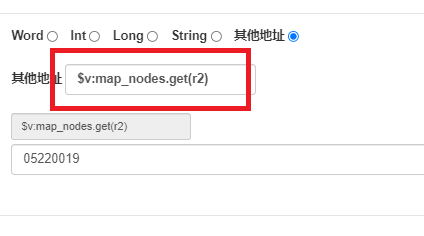 Word Int Long String 其他地址
其他地址 $v:map_nodes.get(r2)
$v:map_nodes.get(r2)
05220019